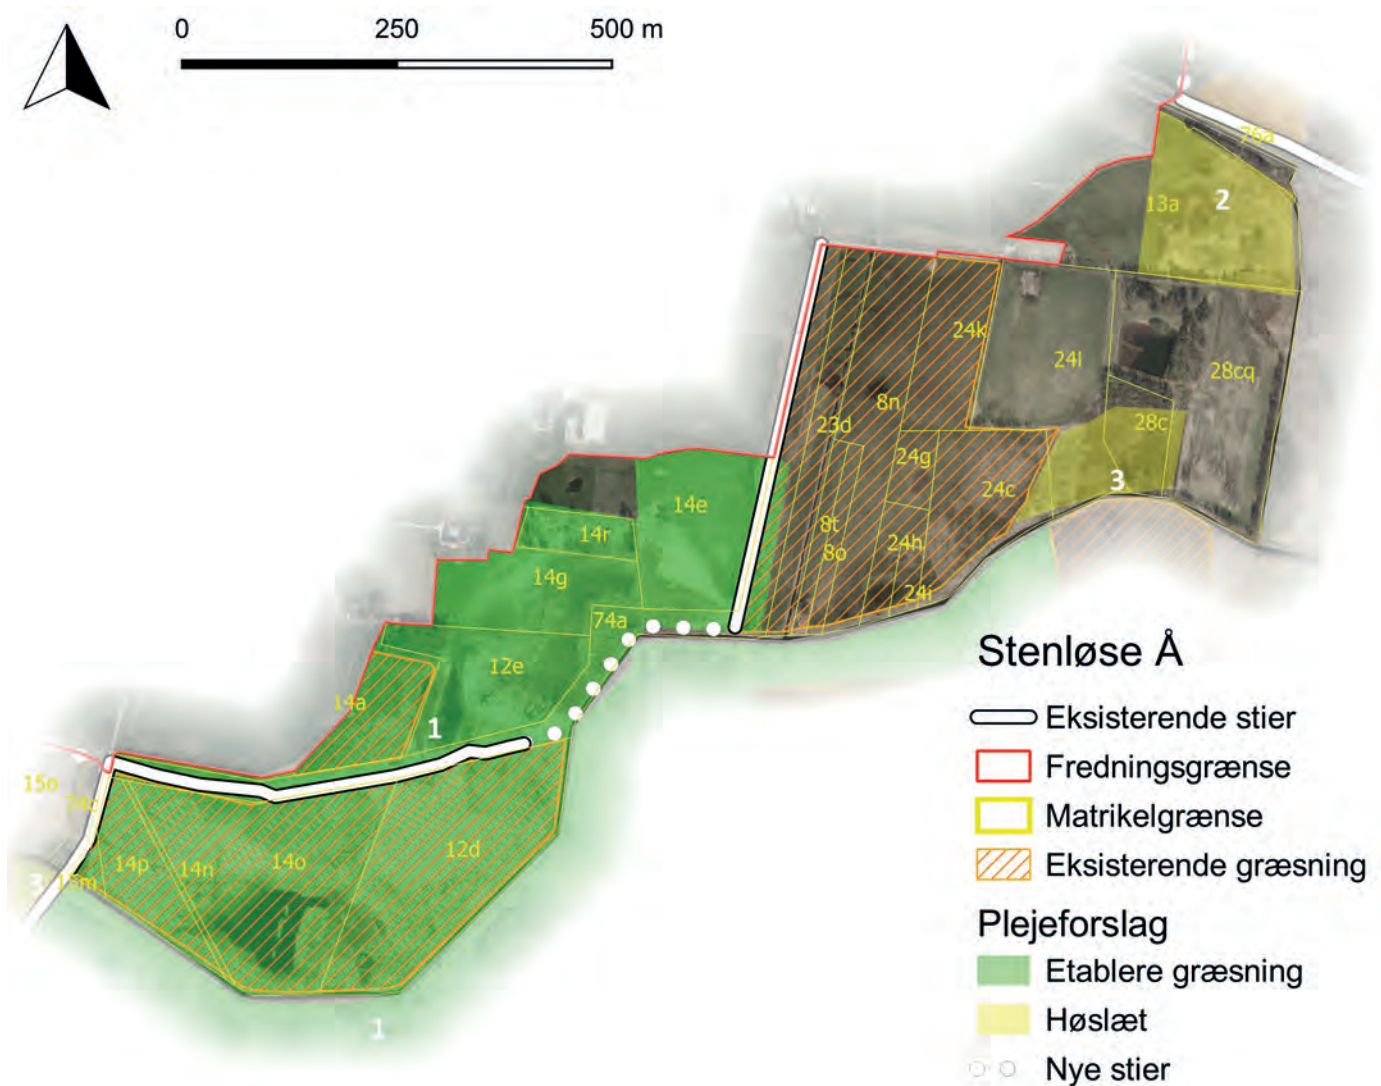 0 250 500 m
76a
13a
2
24k
24l
28cq
8n
23d
28c
24g
3
24c
14e
8t
14r
24h
8o
14g
24i
74a
12e
14a
1
15o
74c
12d
14p
14n
14o
3
15m
1
Stenløse Å
Eksisterende stier
Fredningsgrænse
Matrikelgrænse
Eksisterende græsning
Plejeforslag
Etablere græsning
Høslæt
Nye stier